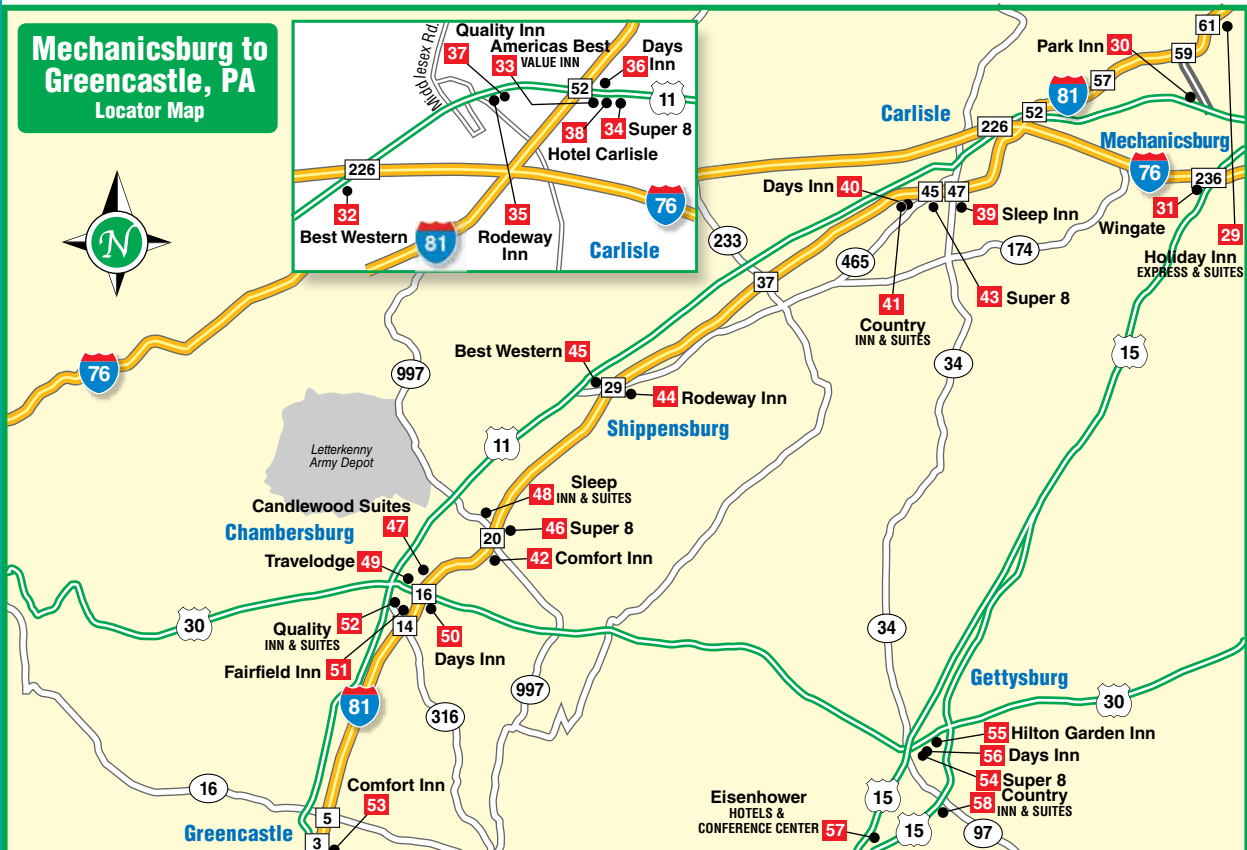 Mechanicsburg to
Greencastle, PA
Locator Map
N
Middlesex Rd.
Quality Inn
37
Americas Best
VALUE INN
33
Days
Inn
36
52
11
38
34 Super 8
Hotel Carlisle
226
32
Best Western
35
Rodeway
Inn
81
76
Carlisle
61
Park Inn 30
59
57
81
52
Carlisle
226
Mechanicsburg
76
236
Days Inn 40
45
47
31
39 Sleep Inn
Wingate
29
Holiday Inn
EXPRESS & SUITES
233
174
465
37
41
43 Super 8
Country
INN & SUITES
15
34
76
997
Best Western 45
29
44 Rodeway Inn
Shippensburg
11
Letterkenny
Army Depot
48 Sleep
INN & SUITES
Candlewood Suites
47
Chambersburg
46 Super 8
20
42 Comfort Inn
Travelodge 49
16
30
Quality 52
INN & SUITES
14
50
Days Inn
Fairfield Inn 51
34
81
997
316
Gettysburg
30
55 Hilton Garden Inn
56 Days Inn
54 Super 8
58 Country
INN & SUITES
16
Comfort Inn
53
5
Greencastle
3
15
Eisenhower
HOTELS &
CONFERENCE CENTER 57
15
97